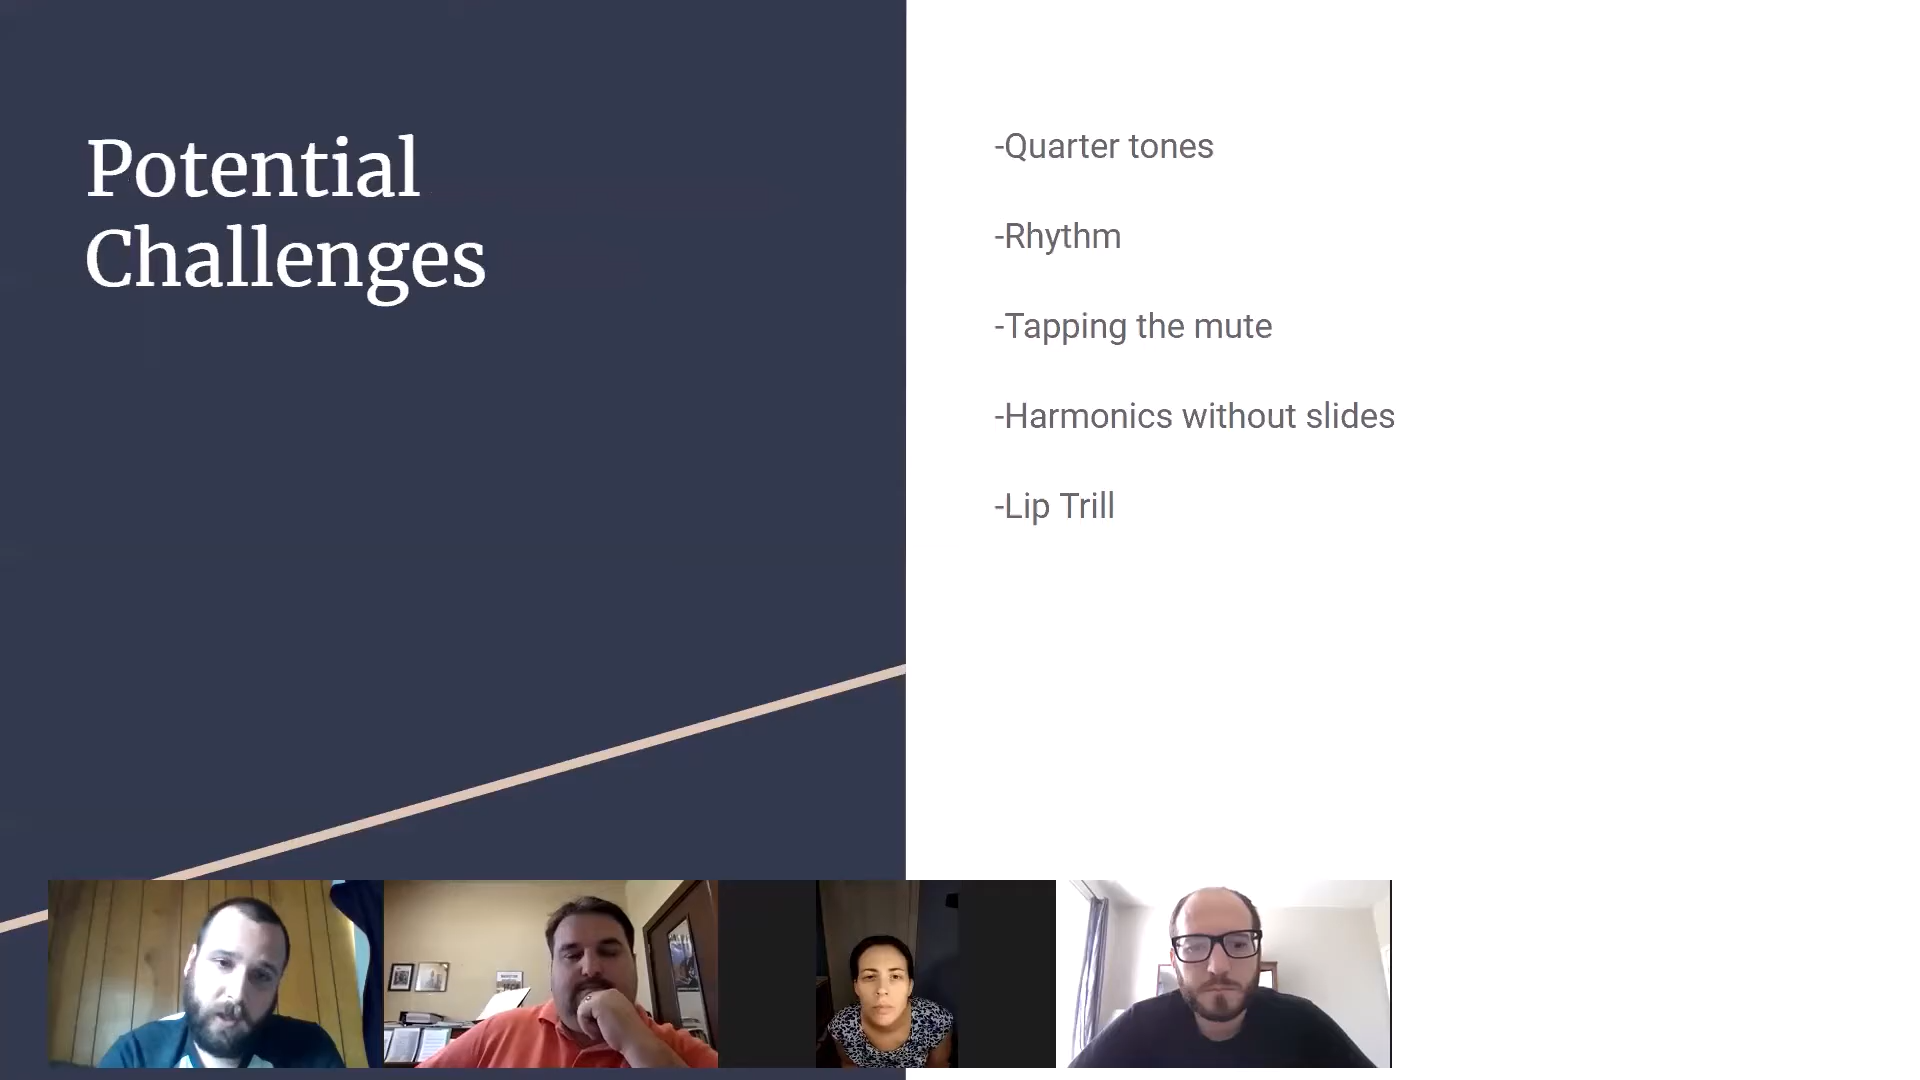 Potential
Challenges
-Quarter tones
-Rhythm
-Tapping the mute
-Harmonics without slides
-Lip Trill